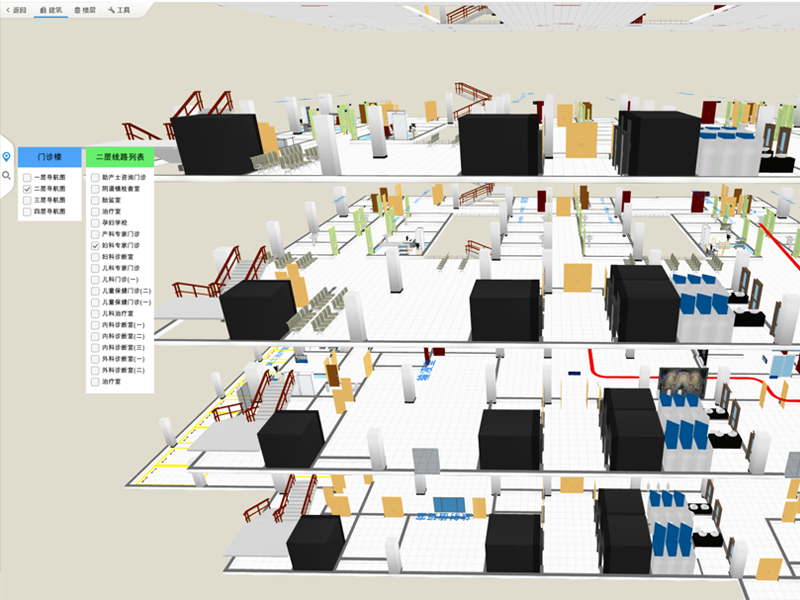 返回
建筑
楼层
工具
门诊楼
一层导航图
二层导航图
三层导航图
四层导航图
二层线路列表
助产士咨询门诊
阴道镜检查室
胎监室
治疗室
孕妇学校
产科专家门诊
妇科专家门诊
妇科诊断室
儿科专家门诊
儿科门诊(一)
儿童保健门诊(二)
儿童保健门诊(一)
儿科治疗室
内科诊断室(一)
内科诊断室(二)
内科诊断室(三)
外科诊断室(一)
外科诊断室(二)
治疗室